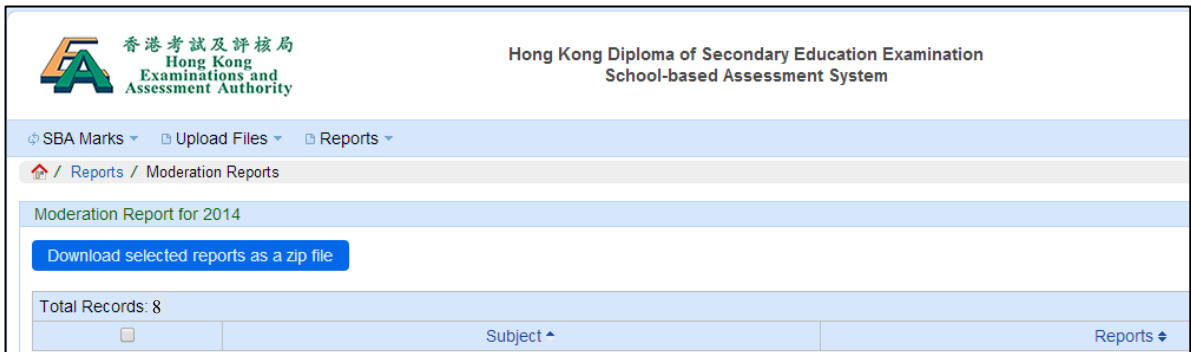 香港考試及評核局
Hong Kong
Examinations and
Assessment Authority
Hong Kong Diploma of Secondary Education Examination
School-based Assessment System
SBA Marks Upload Files Reports
/ Reports / Moderation Reports
Moderation Report for 2014
Download selected reports as a zip file
Total Records: 8
Subject Reports